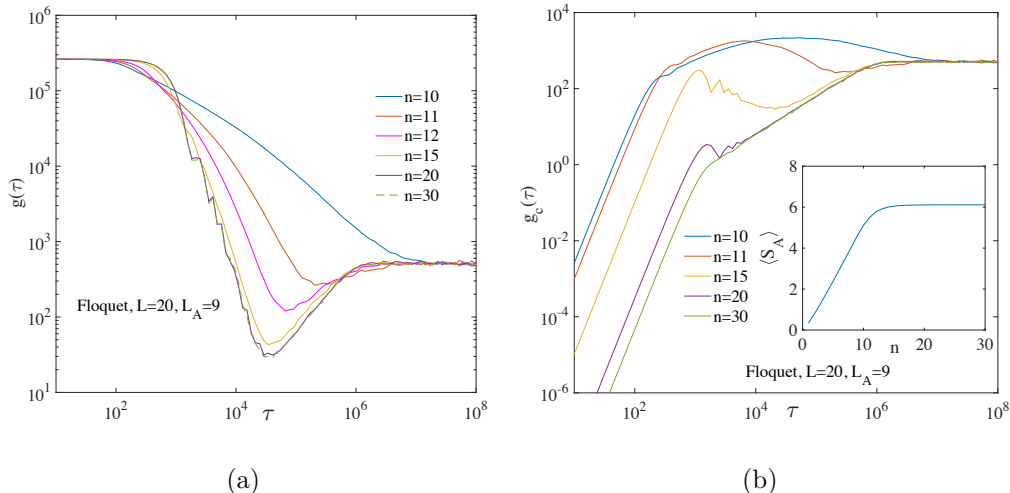 10^6
10^5
10^4
10^3
10^2
10^1
g(τ)
n=10
n=11
n=12
n=15
n=20
n=30
Floquet, L=20, L_A=9
10^2
10^4
10^6
10^8
τ
(a)
10^4
10^2
10^0
10^-2
10^-4
10^-6
g_c(τ)
n=10
n=11
n=15
n=20
n=30
8
6
4
2
0
⟨S_A⟩
0
10
20
30
n
Floquet, L=20, L_A=9
10^2
10^4
10^6
10^8
τ
(b)